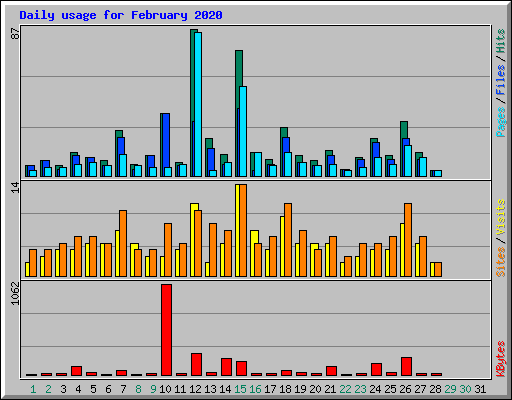 Daily usage for February 2020
87
Pages / Files / Hits
14
Sites / Visits
1062
KBytes
1 2 3 4 5 6 7 8 9 10 11 12 13 14 15 16 17 18 19 20 21 22 23 24 25 26 27 28 29 30 31